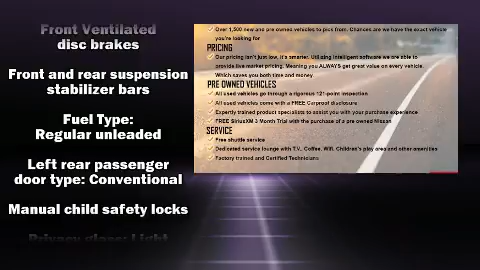 Front Ventilated
disc brakes
Front and rear suspension
stabilizer bars
Fuel Type:
Regular unleaded
Left rear passenger
door type: Conventional
Manual child safety locks
Privacy glass: Light
Over 1,500 new and pre owned vehicles to pick from. Chances are we have the exact vehicle
you're looking for
PRICING
Our pricing isn't just low, it's smarter. Utilizing intelligent software we are able to
provide live market pricing. Meaning you ALWAYS get great value on every vehicle.
Which saves you both time and money
PRE OWNED VEHICLES
All used vehicles go through a rigorous 121-point inspection
All used vehicles come with a FREE Carproof disclosure
Expertly trained product specialists to assist you with your purchase experience
FREE SiriusXM 3 Month Trial with the purchase of a pre owned Nissan
SERVICE
Free shuttle service
Dedicated service lounge with T.V., Coffee, Wifi, Children's play area and other amenities
Factory trained and Certified Technicians